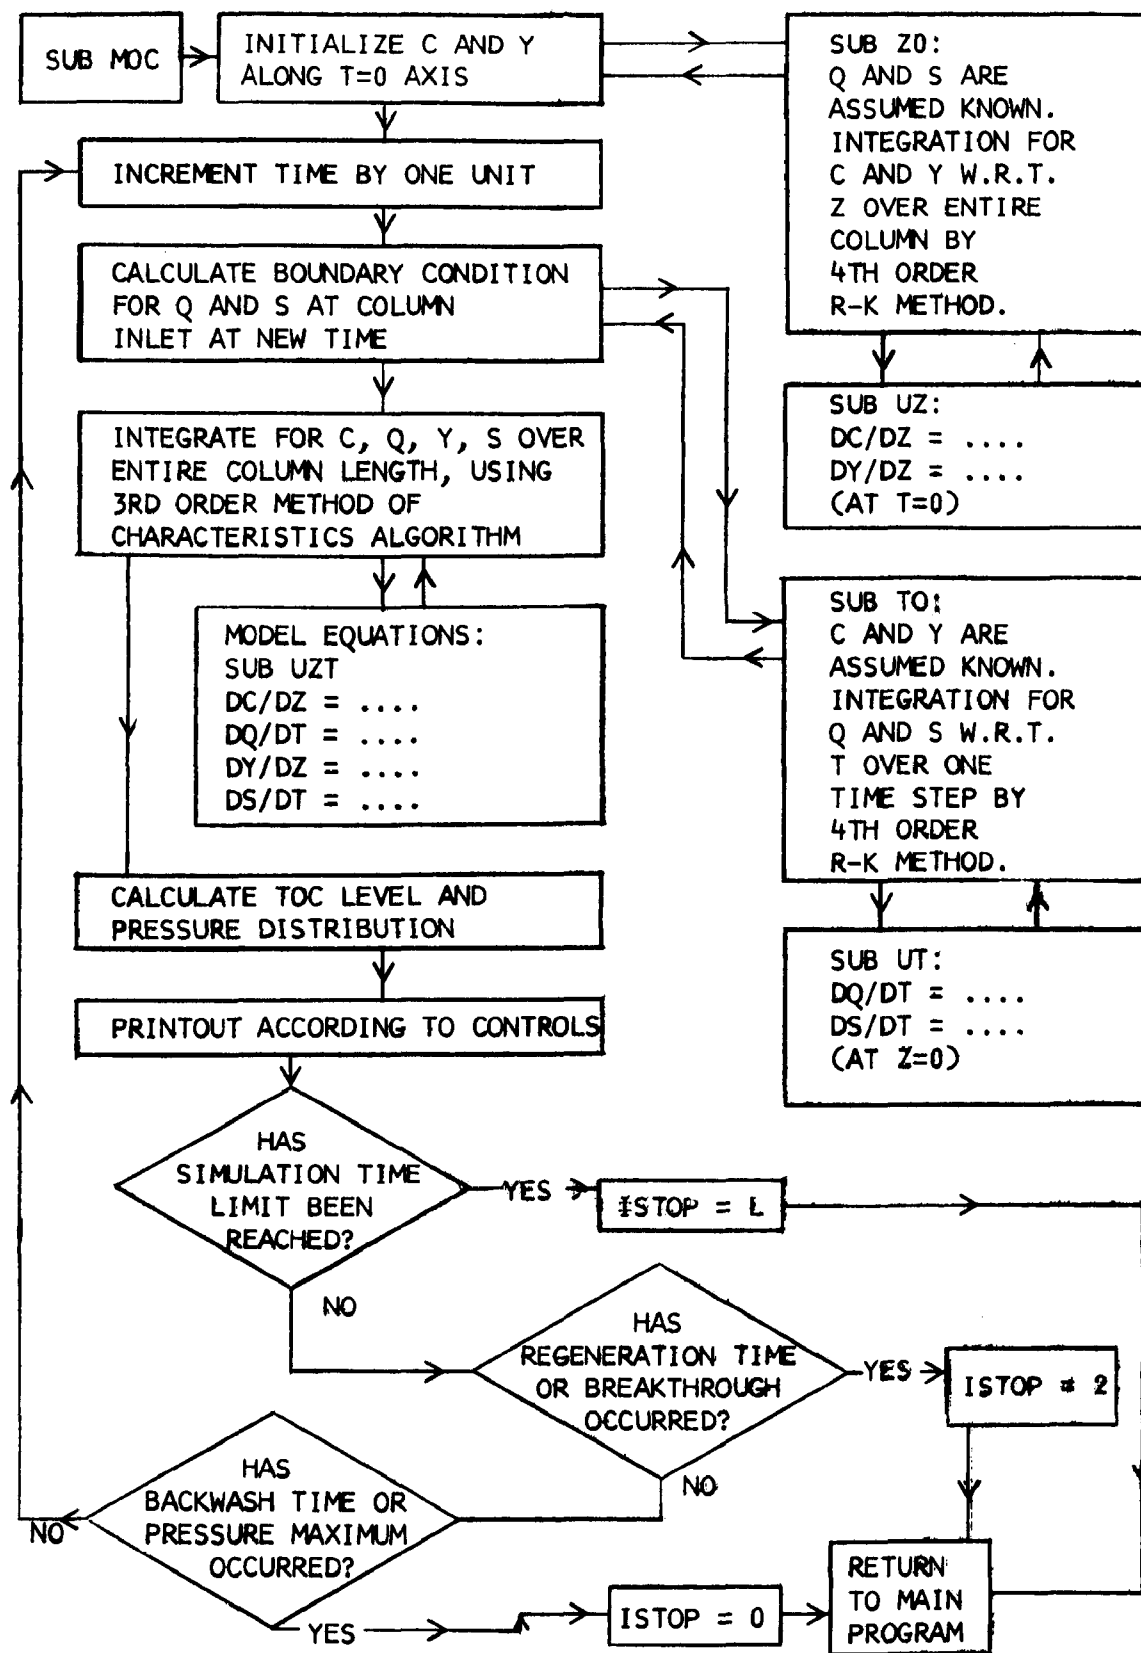 SUB MOC
INITIALIZE C AND Y
ALONG T=0 AXIS
SUB Z0:
Q AND S ARE
ASSUMED KNOWN.
INTEGRATION FOR
C AND Y W.R.T.
Z OVER ENTIRE
COLUMN BY
4TH ORDER
R-K METHOD.
INCREMENT TIME BY ONE UNIT
CALCULATE BOUNDARY CONDITION
FOR Q AND S AT COLUMN
INLET AT NEW TIME
SUB UZ:
DC/DZ = ....
DY/DZ = ....
(AT T=0)
INTEGRATE FOR C, Q, Y, S OVER
ENTIRE COLUMN LENGTH, USING
3RD ORDER METHOD OF
CHARACTERISTICS ALGORITHM
MODEL EQUATIONS:
SUB UZT
DC/DZ = ....
DQ/DT = ....
DY/DZ = ....
DS/DT = ....
SUB TO:
C AND Y ARE
ASSUMED KNOWN.
INTEGRATION FOR
Q AND S W.R.T.
T OVER ONE
TIME STEP BY
4TH ORDER
R-K METHOD.
CALCULATE TOC LEVEL AND
PRESSURE DISTRIBUTION
SUB UT:
DQ/DT = ....
DS/DT = ....
(AT Z=0)
PRINTOUT ACCORDING TO CONTROLS
HAS
SIMULATION TIME
LIMIT BEEN
REACHED?
YES
ISTOP = L
NO
HAS
REGENERATION TIME
OR BREAKTHROUGH
OCCURRED?
YES
ISTOP = 2
NO
HAS
BACKWASH TIME OR
PRESSURE MAXIMUM
OCCURRED?
NO
YES
ISTOP = 0
RETURN
TO MAIN
PROGRAM